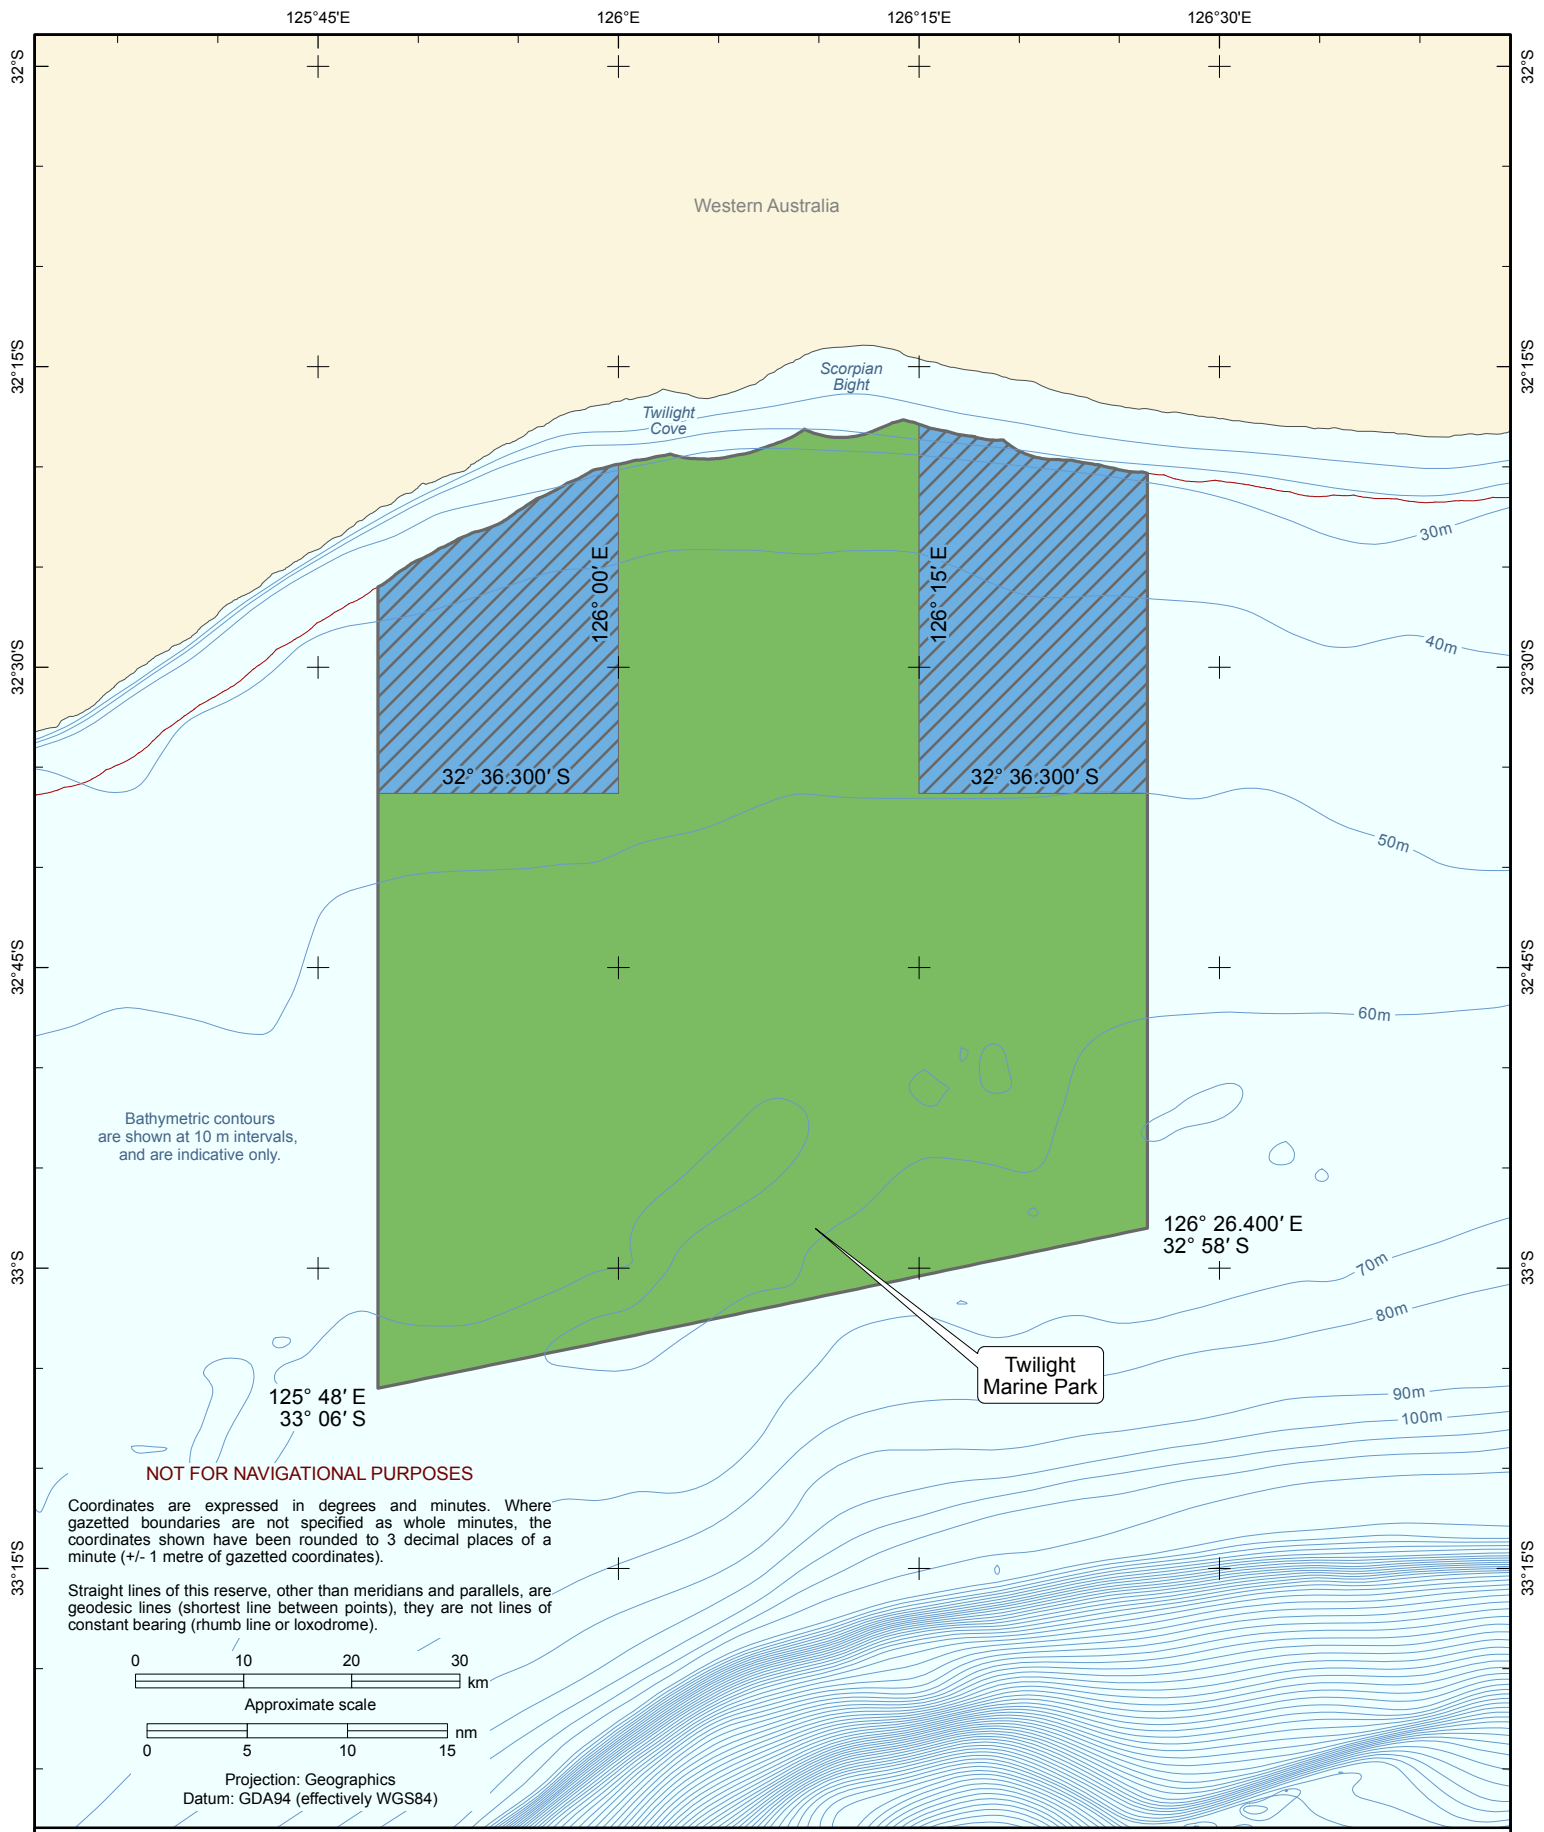 125°45'E 126°E 126°15'E 126°30'E
32°S 32°S
Western Australia
32°15'S 32°15'S
Scorpian
Bight
Twilight
Cove
30m
126° 00′ E
126° 15′ E
40m
32°30'S 32°30'S
32° 36.300′ S 32° 36.300′ S
50m
32°45'S 32°45'S
60m
Bathymetric contours
are shown at 10 m intervals,
and are indicative only.
126° 26.400′ E
32° 58′ S
33°S 33°S
70m
80m
Twilight
Marine Park
125° 48′ E
33° 06′ S
90m
100m
NOT FOR NAVIGATIONAL PURPOSES
Coordinates are expressed in degrees and minutes. Where
gazetted boundaries are not specified as whole minutes, the
coordinates shown have been rounded to 3 decimal places of a
minute (+/- 1 metre of gazetted coordinates).
33°15'S 33°15'S
Straight lines of this reserve, other than meridians and parallels, are
geodesic lines (shortest line between points), they are not lines of
constant bearing (rhumb line or loxodrome).
0 10 20 30
km
Approximate scale
nm
0 5 10 15
Projection: Geographics
Datum: GDA94 (effectively WGS84)